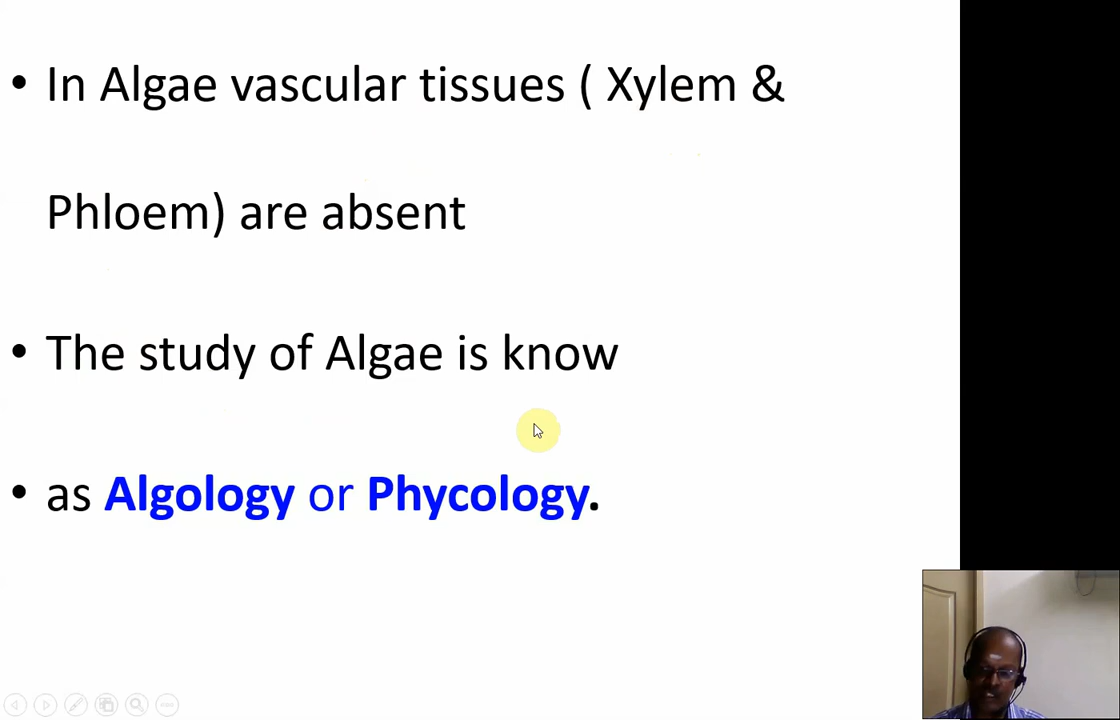 • In Algae vascular tissues ( Xylem &
Phloem) are absent
• The study of Algae is know
• as Algology or Phycology.